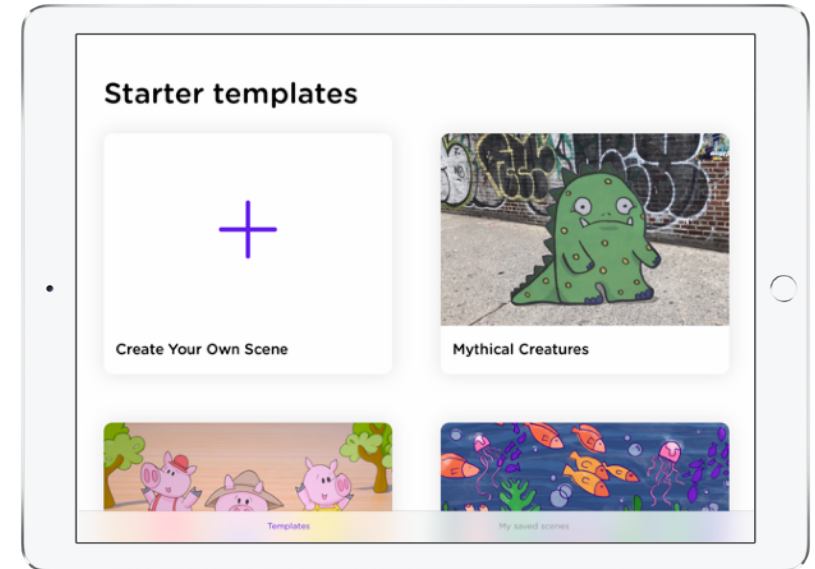 Starter templates
Create Your Own Scene
Mythical Creatures
Templates
My saved scenes